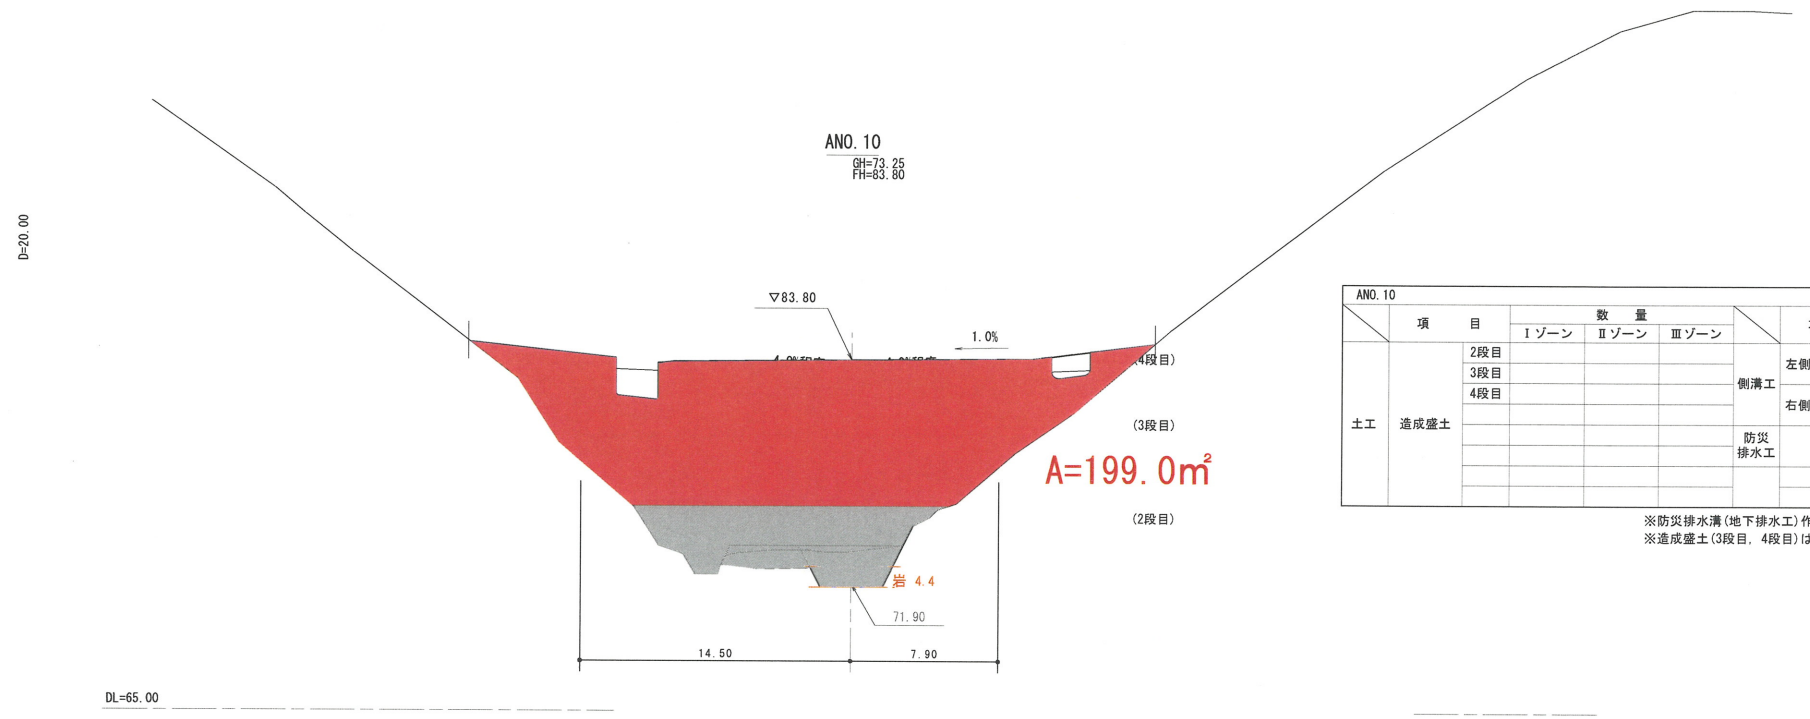 ANO. 10
GH=73. 25
FH=83. 80
D=20. 00
▽83. 80
1. 0%
(4段目)
(3段目)
A=199. 0㎡
(2段目)
岩 4. 4
71. 90
14. 50
7. 90
DL=65. 00
ANO. 10
項 目
数 量
Ⅰゾーン Ⅱゾーン Ⅲゾーン
土工
造成盛土
2段目
3段目
4段目
側溝工
左側
右側
防災
排水工
※防災排水溝(地下排水工)
※造成盛土(3段目, 4段目)は